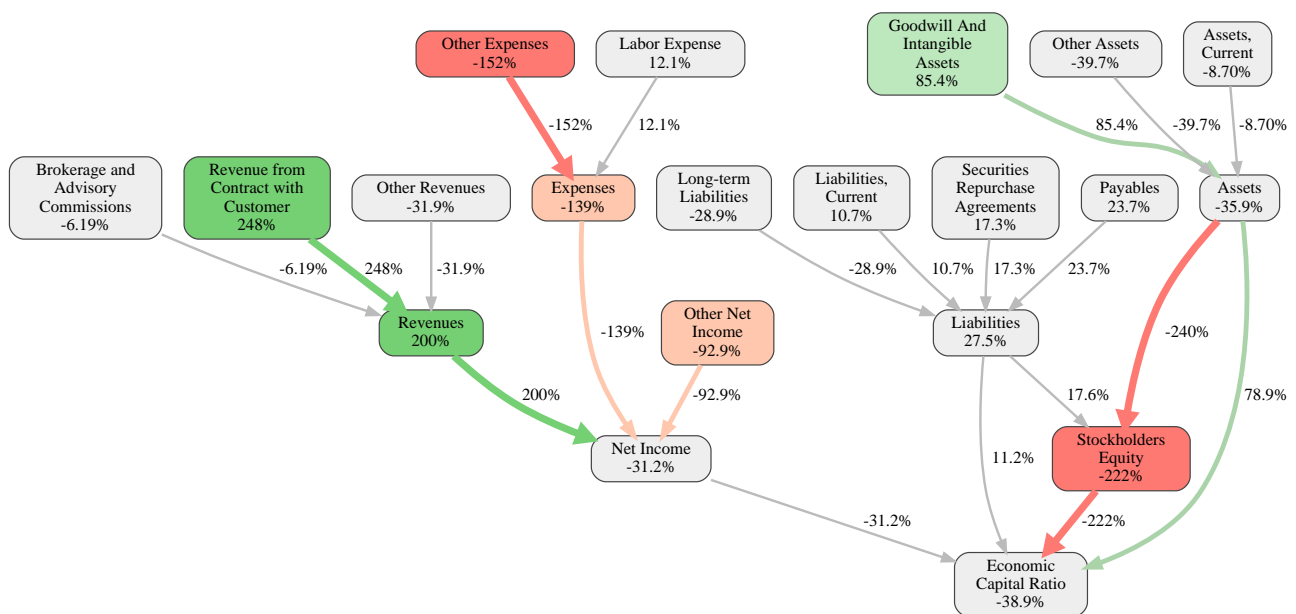 Other Expenses
-152%
Labor Expense
12.1%
Goodwill And
Intangible
Assets
85.4%
Other Assets
-39.7%
Assets,
Current
-8.70%
-152%
12.1%
85.4%
-39.7%
-8.70%
Brokerage and
Advisory
Commissions
-6.19%
Revenue from
Contract with
Customer
248%
Other Revenues
-31.9%
Expenses
-139%
Long-term
Liabilities
-28.9%
Liabilities,
Current
10.7%
Securities
Repurchase
Agreements
17.3%
Payables
23.7%
Assets
-35.9%
-6.19%
248%
-31.9%
-28.9%
10.7%
17.3%
23.7%
Revenues
200%
-139%
Other Net
Income
-92.9%
Liabilities
27.5%
-240%
200%
-92.9%
17.6%
78.9%
Net Income
-31.2%
11.2%
Stockholders
Equity
-222%
-31.2%
-222%
Economic
Capital Ratio
-38.9%